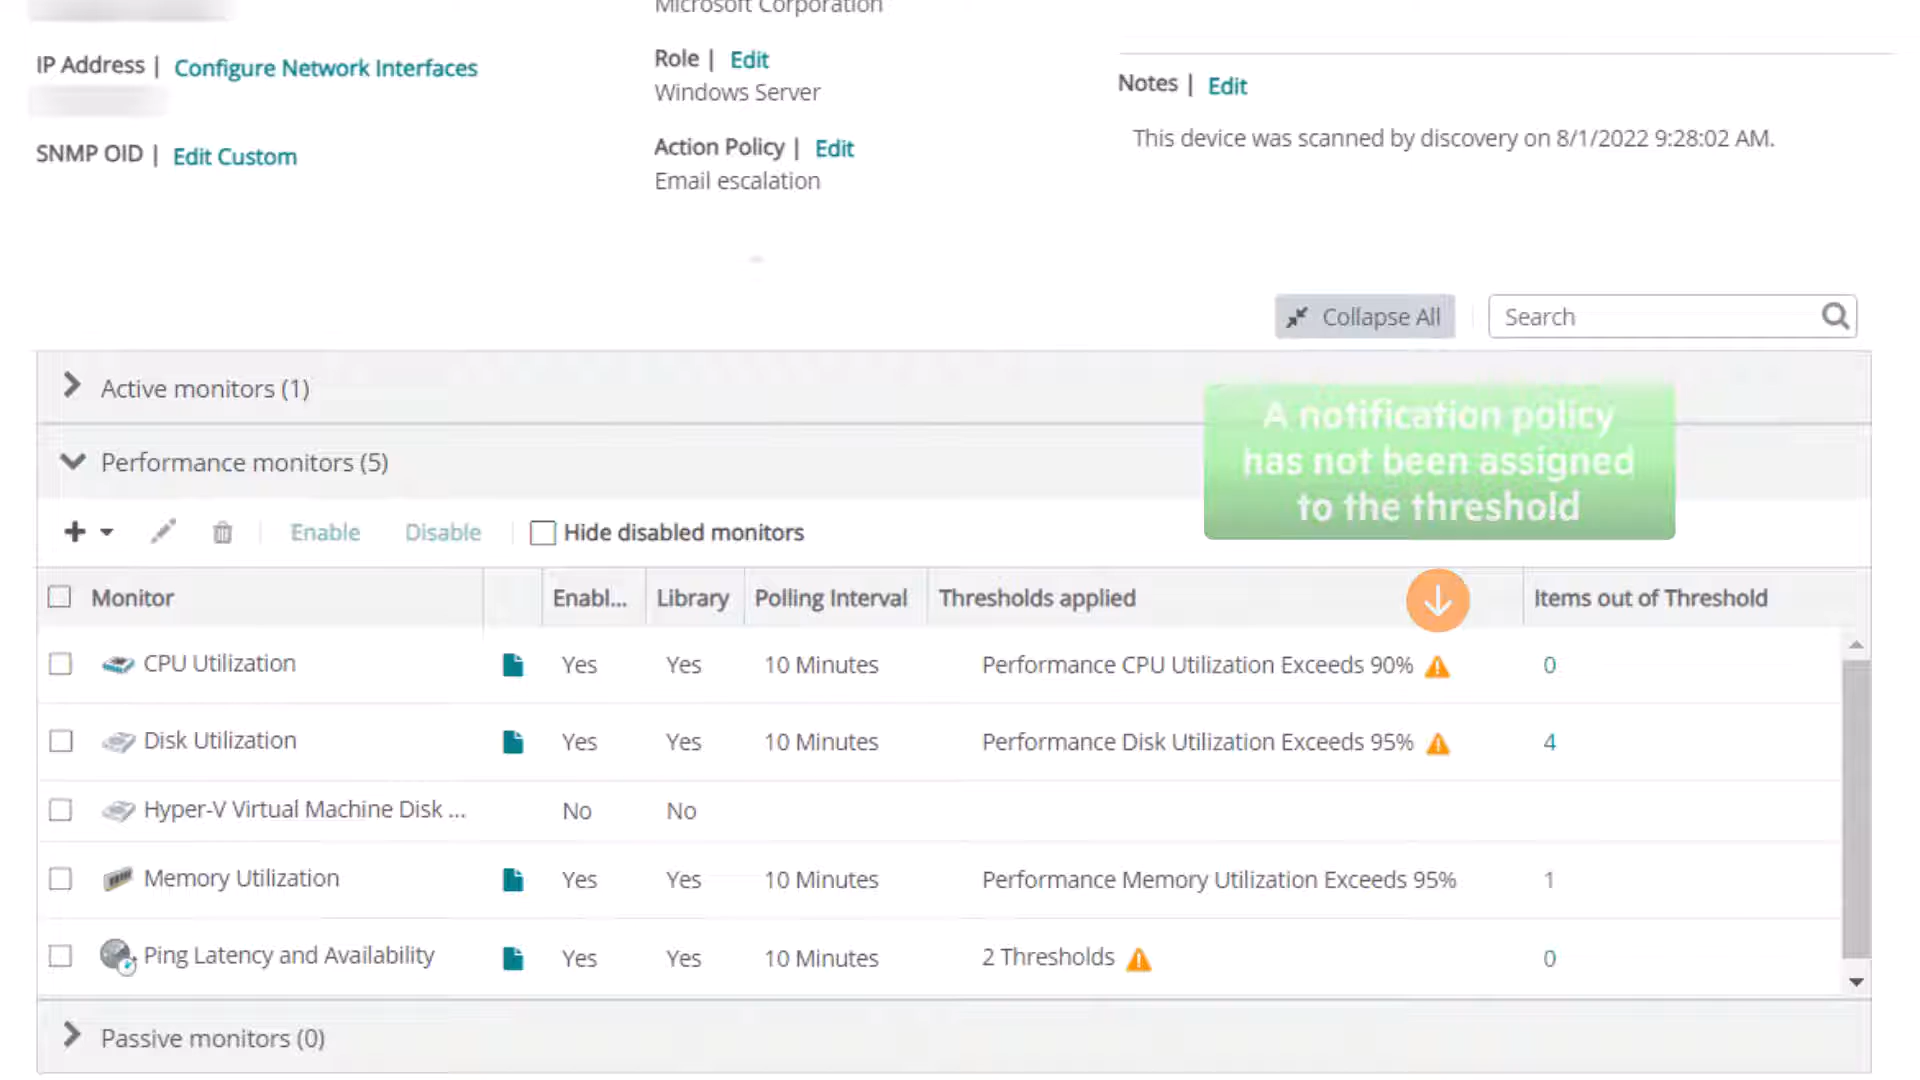 Microsoft Corporation
IP Address | Configure Network Interfaces
Role | Edit
Windows Server
Notes | Edit
This device was scanned by discovery on 8/1/2022 9:28:02 AM.
SNMP OID | Edit Custom
Action Policy | Edit
Email escalation
Collapse All
Search
Active monitors (1)
A notification policy
has not been assigned
to the threshold
Performance monitors (5)
Enable Disable Hide disabled monitors
Monitor Enabl... Library Polling Interval Thresholds applied Items out of Threshold
CPU Utilization Yes Yes 10 Minutes Performance CPU Utilization Exceeds 90% 0
Disk Utilization Yes Yes 10 Minutes Performance Disk Utilization Exceeds 95% 4
Hyper-V Virtual Machine Disk ... No No
Memory Utilization Yes Yes 10 Minutes Performance Memory Utilization Exceeds 95% 1
Ping Latency and Availability Yes Yes 10 Minutes 2 Thresholds 0
Passive monitors (0)